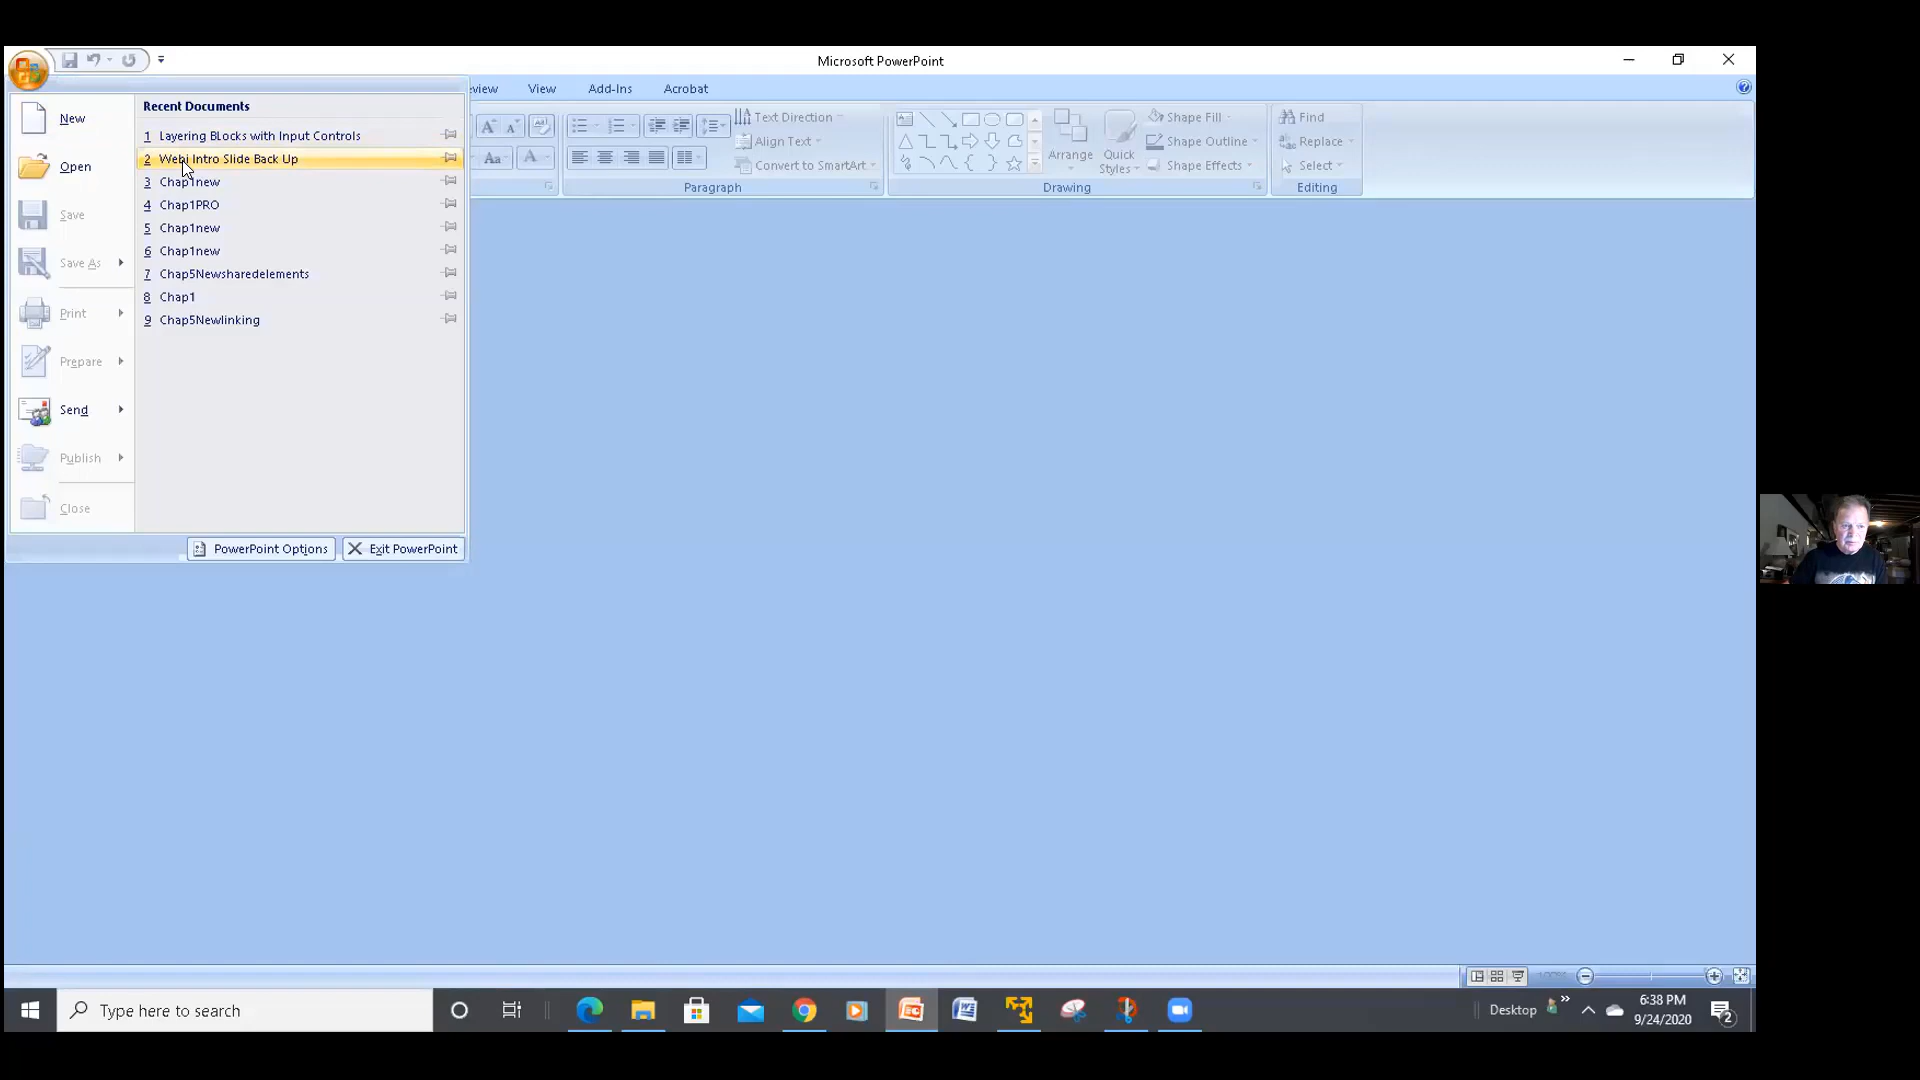 Microsoft PowerPoint
eview View Add-Ins Acrobat
New
Open
Save
Save As
Print
Prepare
Send
Publish
Close
Recent Documents
1 Layering BLocks with Input Controls
2 Webi Intro Slide Back Up
3 Chap1new
4 Chap1PRO
5 Chap1new
6 Chap1new
7 Chap5Newsharedelements
8 Chap1
9 Chap5Newlinking
PowerPoint Options
Exit PowerPoint
A A
Aa A
Text Direction
Align Text
Convert to SmartArt
Paragraph
Arrange
Quick Styles
Shape Fill
Shape Outline
Shape Effects
Drawing
Find
Replace
Select
Editing
Type here to search
Desktop
6:38 PM
9/24/2020
2